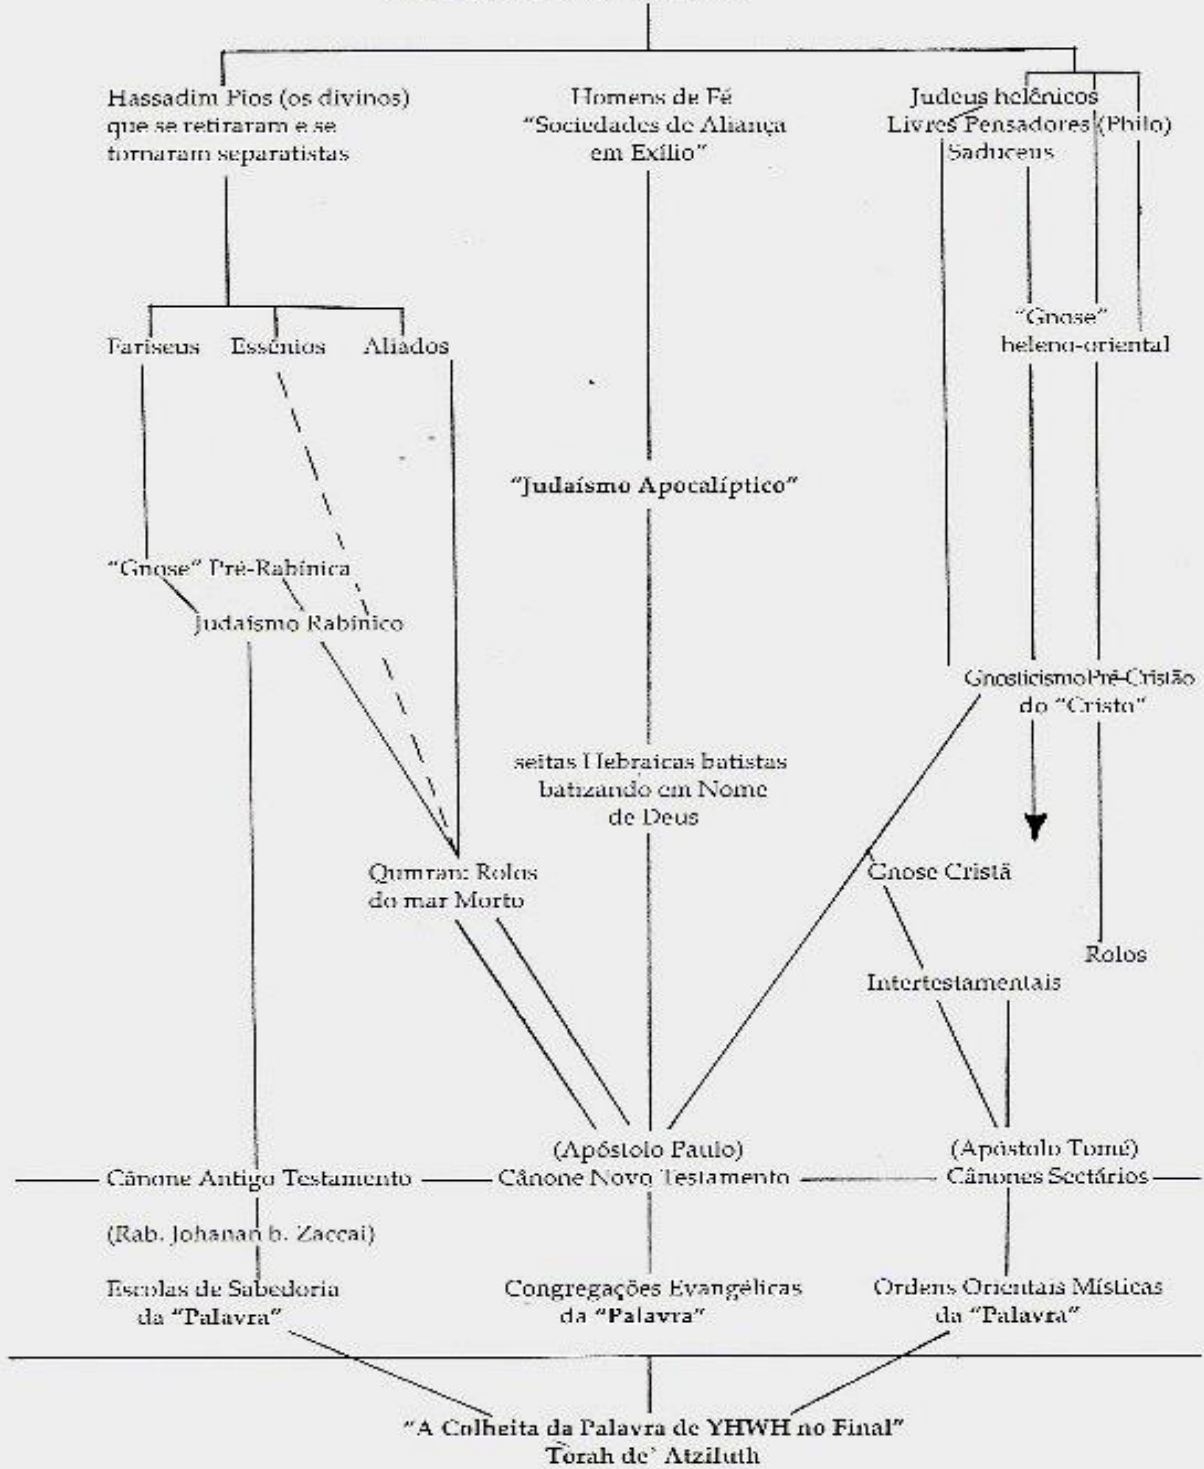 Hassadim Pios (os divinos)
que se retiraram e se
tornaram separatistas
Homens de Fé
"Sociedades de Aliança
em Exílio"
Judeus helênicos
Livres Pensadores (Philo)
Saduceus
"Gnose"
heleno-oriental
Fariseus
Essênios
Aliados
"Judaísmo Apocalíptico"
"Gnose" Pré-Rabínica
Judaísmo Rabínico
Gnosticismo Pré-Cristão
do "Cristo"
seitas Hebraicas batistas
batizando em Nome
de Deus
Qumran: Rolos
do mar Morto
Gnose Cristã
Rolos
Intertestamentais
(Apóstolo Paulo)
(Apóstolo Tomé)
Cânone Antigo Testamento
Cânone Novo Testamento
Cânones Sectários
(Rab. Johanan b. Zaccai)
Escolas de Sabedoria
da "Palavra"
Congregações Evangélicas
da "Palavra"
Ordens Orientais Místicas
da "Palavra"
"A Colheita da Palavra de YHWH no Final"
Torah de' Atziluth